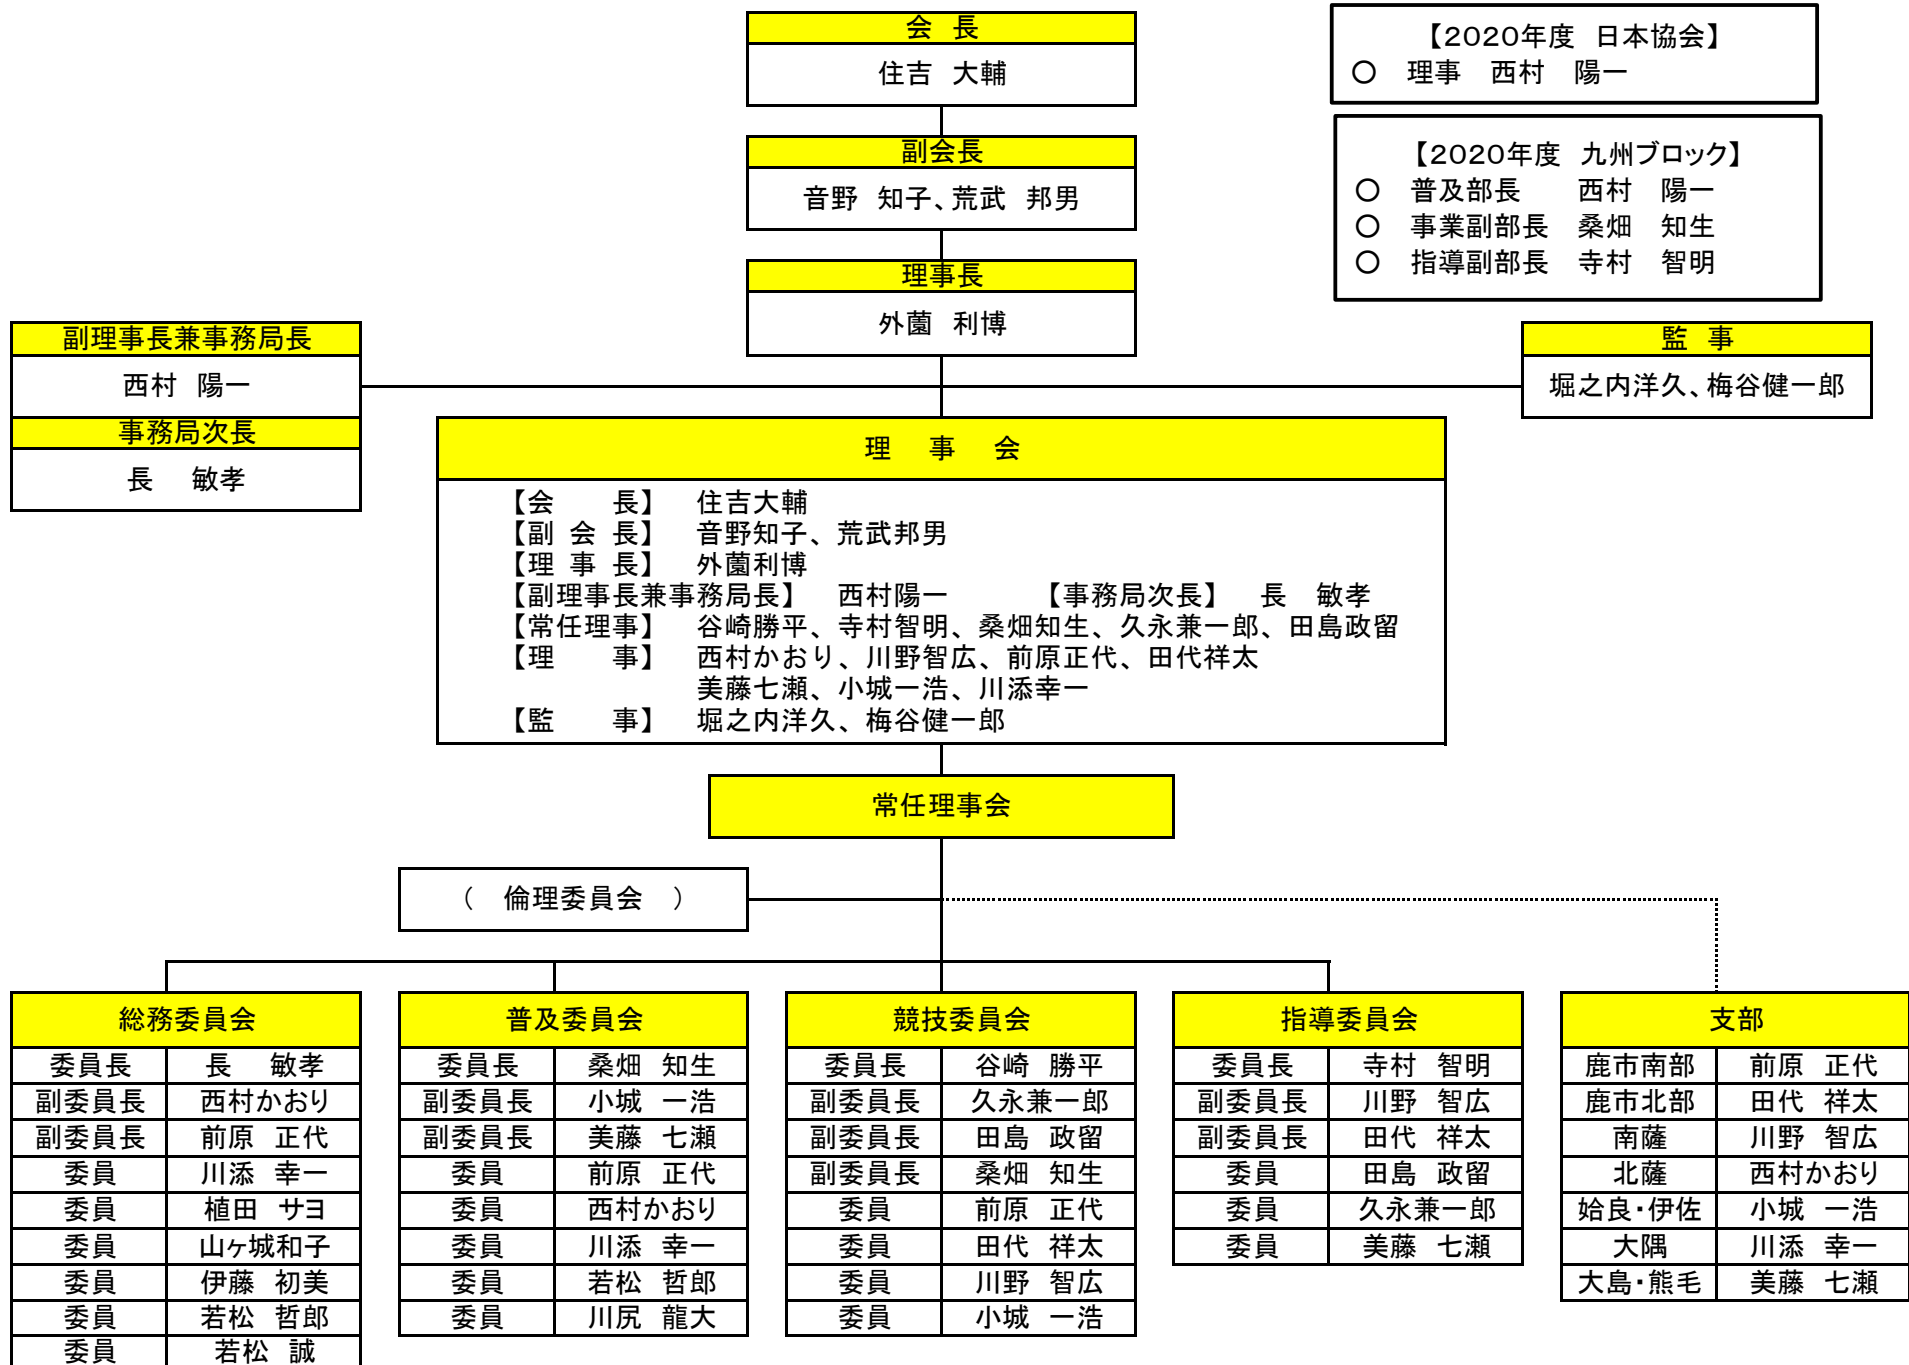 会 長
住吉 大輔
【2020年度 日本協会】
○ 理事 西村 陽一
副会長
音野 知子、荒武 邦男
【2020年度 九州ブロック】
○ 普及部長 西村 陽一
○ 事業副部長 桑畑 知生
○ 指導副部長 寺村 智明
理事長
外薗 利博
副理事長兼事務局長
西村 陽一
事務局次長
長 敏孝
監 事
堀之内洋久、梅谷健一郎
理 事 会
【会 長】 住吉大輔
【副 会 長】 音野知子、荒武邦男
【理 事 長】 外薗利博
【副理事長兼事務局長】 西村陽一 【事務局次長】 長 敏孝
【常任理事】 谷崎勝平、寺村智明、桑畑知生、久永兼一郎、田島政留
【理 事】 西村かおり、川野智広、前原正代、田代祥太
美藤七瀬、小城一浩、川添幸一
【監 事】 堀之内洋久、梅谷健一郎
常任理事会
( 倫理委員会 )
総務委員会
委員長 長 敏孝
副委員長 西村かおり
副委員長 前原 正代
委員 川添 幸一
委員 植田 サヨ
委員 山ヶ城和子
委員 伊藤 初美
委員 若松 哲郎
委員 若松 誠
普及委員会
委員長 桑畑 知生
副委員長 小城 一浩
副委員長 美藤 七瀬
委員 前原 正代
委員 西村かおり
委員 川添 幸一
委員 若松 哲郎
委員 川尻 龍大
競技委員会
委員長 谷崎 勝平
副委員長 久永兼一郎
副委員長 田島 政留
副委員長 桑畑 知生
委員 前原 正代
委員 田代 祥太
委員 川野 智広
委員 小城 一浩
指導委員会
委員長 寺村 智明
副委員長 川野 智広
副委員長 田代 祥太
委員 田島 政留
委員 久永兼一郎
委員 美藤 七瀬
支部
鹿市南部 前原 正代
鹿市北部 田代 祥太
南薩 川野 智広
北薩 西村かおり
姶良・伊佐 小城 一浩
大隅 川添 幸一
大島・熊毛 美藤 七瀬